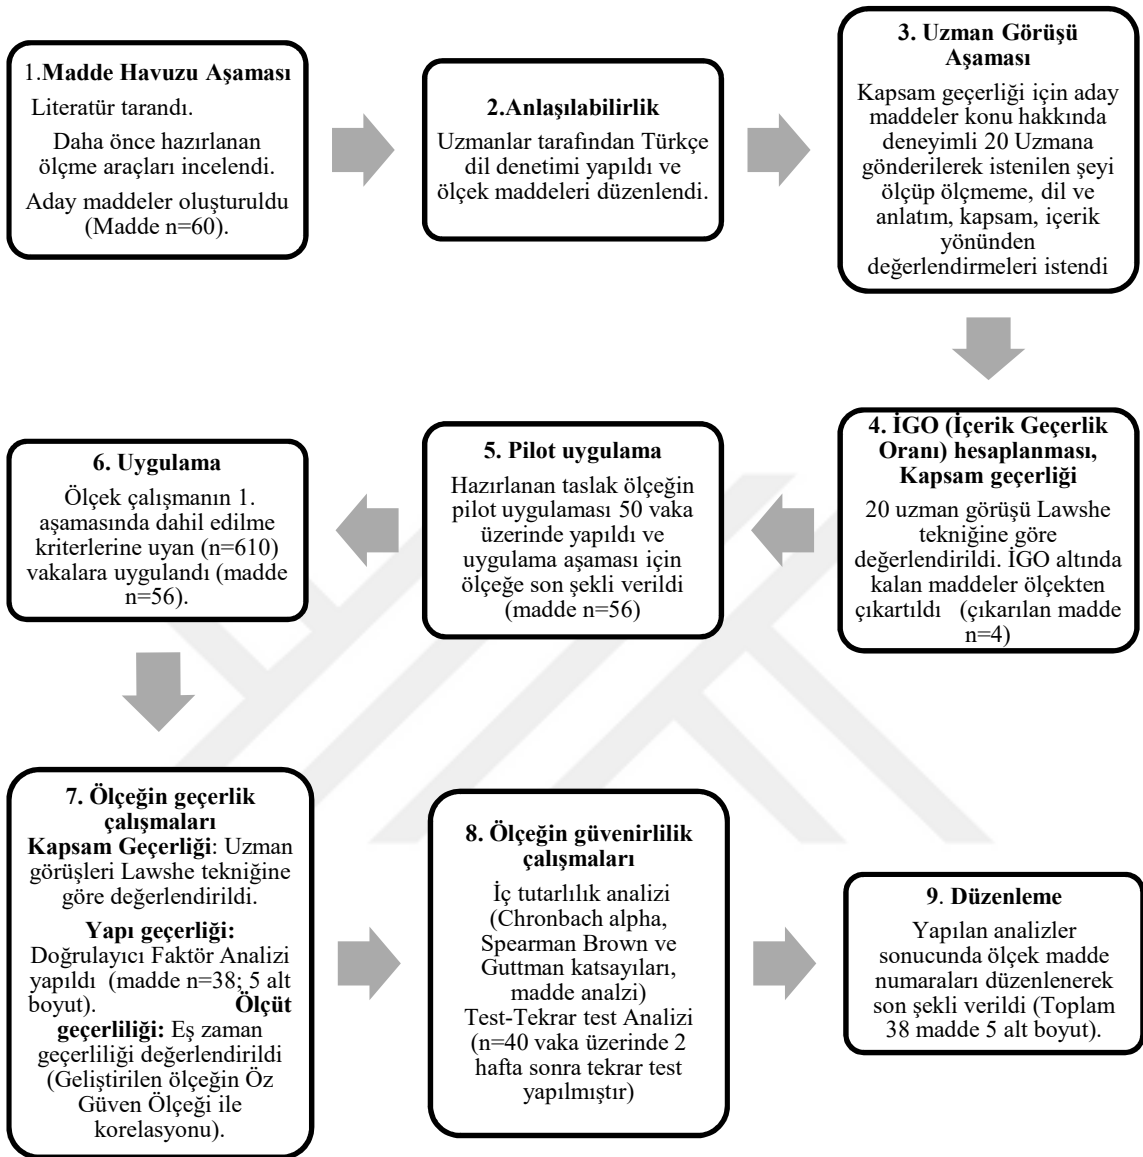 1.Madde Havuzu Aşaması
Literatür tarandı.
Daha önce hazırlanan
ölçme araçları incelendi.
Aday maddeler oluşturuldu
(Madde n=60).
2.Anlaşılabilirlik
Uzmanlar tarafından Türkçe
dil denetimi yapıldı ve
ölçek maddeleri düzenlendi.
3. Uzman Görüşü
Aşaması
Kapsam geçerliği için aday
maddeler konu hakkında
deneyimli 20 Uzmana
gönderilerek istenilen şeyi
ölçüp ölçmeme, dil ve
anlatım, kapsam, içerik
yönünden
değerlendirmeleri istendi
4. İGO (İçerik Geçerlik
Oranı) hesaplanması,
Kapsam geçerliği
20 uzman görüşü Lawshe
tekniğine göre
değerlendirildi. İGO altında
kalan maddeler ölçekten
çıkartıldı (çıkarılan madde
n=4)
5. Pilot uygulama
Hazırlanan taslak ölçeğin
pilot uygulaması 50 vaka
üzerinde yapıldı ve
uygulama aşaması için
ölçeğe son şekli verildi
(madde n=56)
6. Uygulama
Ölçek çalışmanın 1.
aşamasında dahil edilme
kriterlerine uyan (n=610)
vakalara uygulandı (madde
n=56).
7. Ölçeğin geçerlik
çalışmaları
Kapsam Geçerliği: Uzman
görüşleri Lawshe tekniğine
göre değerlendirildi.
Yapı geçerliği:
Doğrulayıcı Faktör Analizi
yapıldı (madde n=38; 5 alt
boyut). Ölçüt
geçerliliği: Eş zaman
geçerliliği değerlendirildi
(Geliştirilen ölçeğin Öz
Güven Ölçeği ile
korelasyonu).
8. Ölçeğin güvenirlilik
çalışmaları
İç tutarlılık analizi
(Chronbach alpha,
Spearman Brown ve
Guttman katsayıları,
madde analzi)
Test-Tekrar test Analizi
(n=40 vaka üzerinde 2
hafta sonra tekrar test
yapılmıştır)
9. Düzenleme
Yapılan analizler
sonucunda ölçek madde
numaraları düzenlenerek
son şekli verildi (Toplam
38 madde 5 alt boyut).